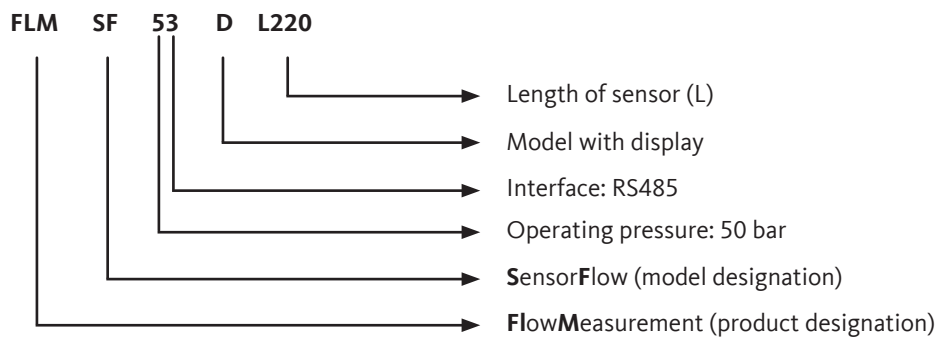 FLM SF 53 D L220
Length of sensor (L)
Model with display
Interface: RS485
Operating pressure: 50 bar
SensorFlow (model designation)
FlowMeasurement (product designation)